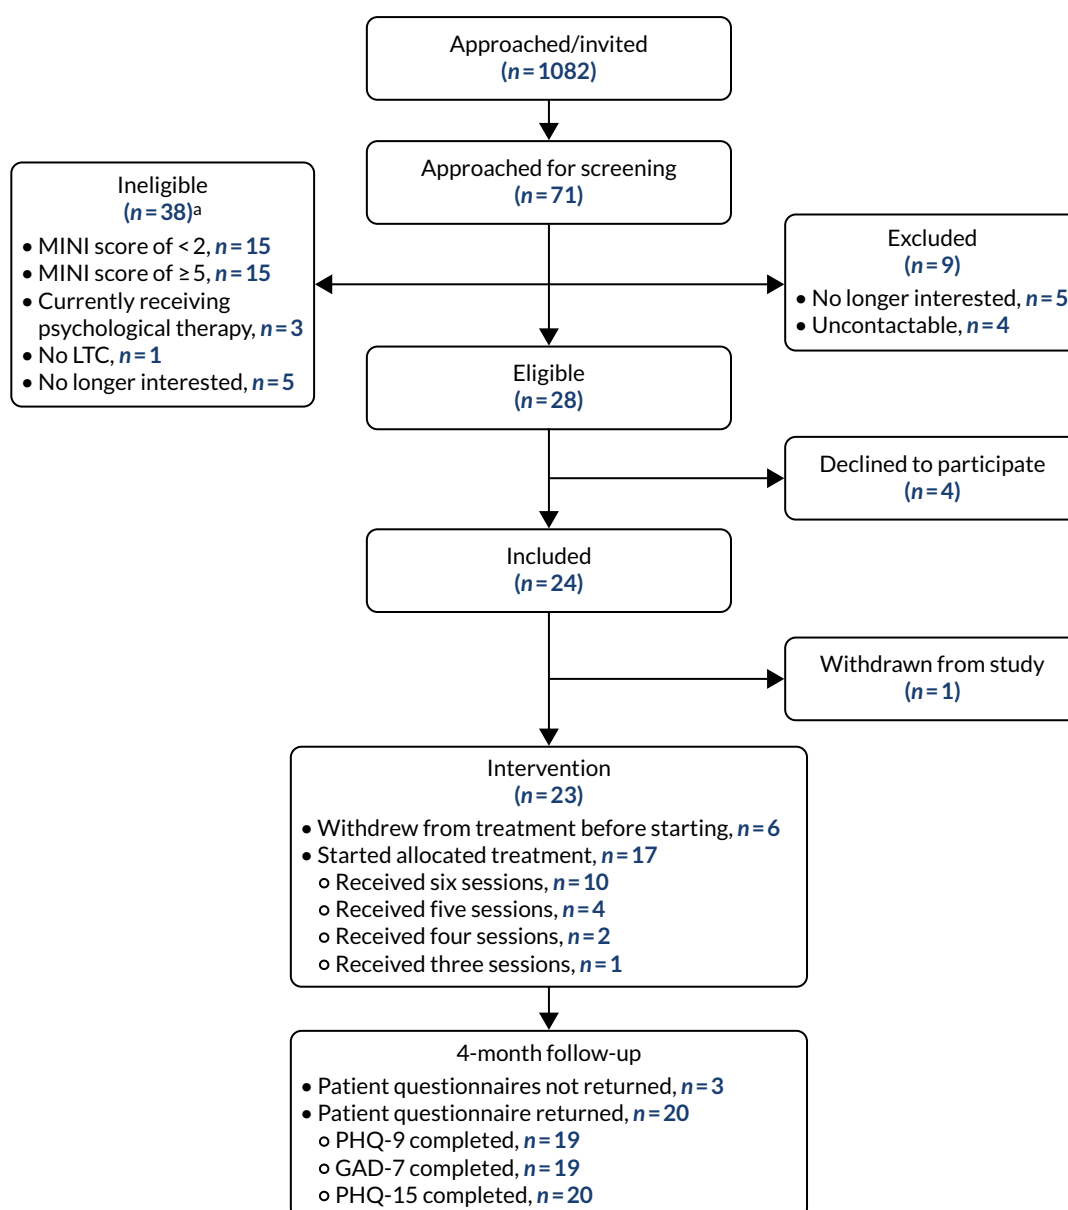 Approached/invited
(n=1082)
Approached for screening
(n=71)
Ineligible
(n=38)a
• MINI score of < 2, n=15
• MINI score of ≥ 5, n=15
• Currently receiving
psychological therapy, n=3
• No LTC, n=1
• No longer interested, n=5
Excluded
(n=9)
• No longer interested, n=5
• Uncontactable, n=4
Eligible
(n=28)
Declined to participate
(n=4)
Included
(n=24)
Withdrawn from study
(n=1)
Intervention
(n=23)
• Withdrew from treatment before starting, n=6
• Started allocated treatment, n=17
○ Received six sessions, n=10
○ Received five sessions, n=4
○ Received four sessions, n=2
○ Received three sessions, n=1
4-month follow-up
• Patient questionnaires not returned, n=3
• Patient questionnaire returned, n=20
○ PHQ-9 completed, n=19
○ GAD-7 completed, n=19
○ PHQ-15 completed, n=20